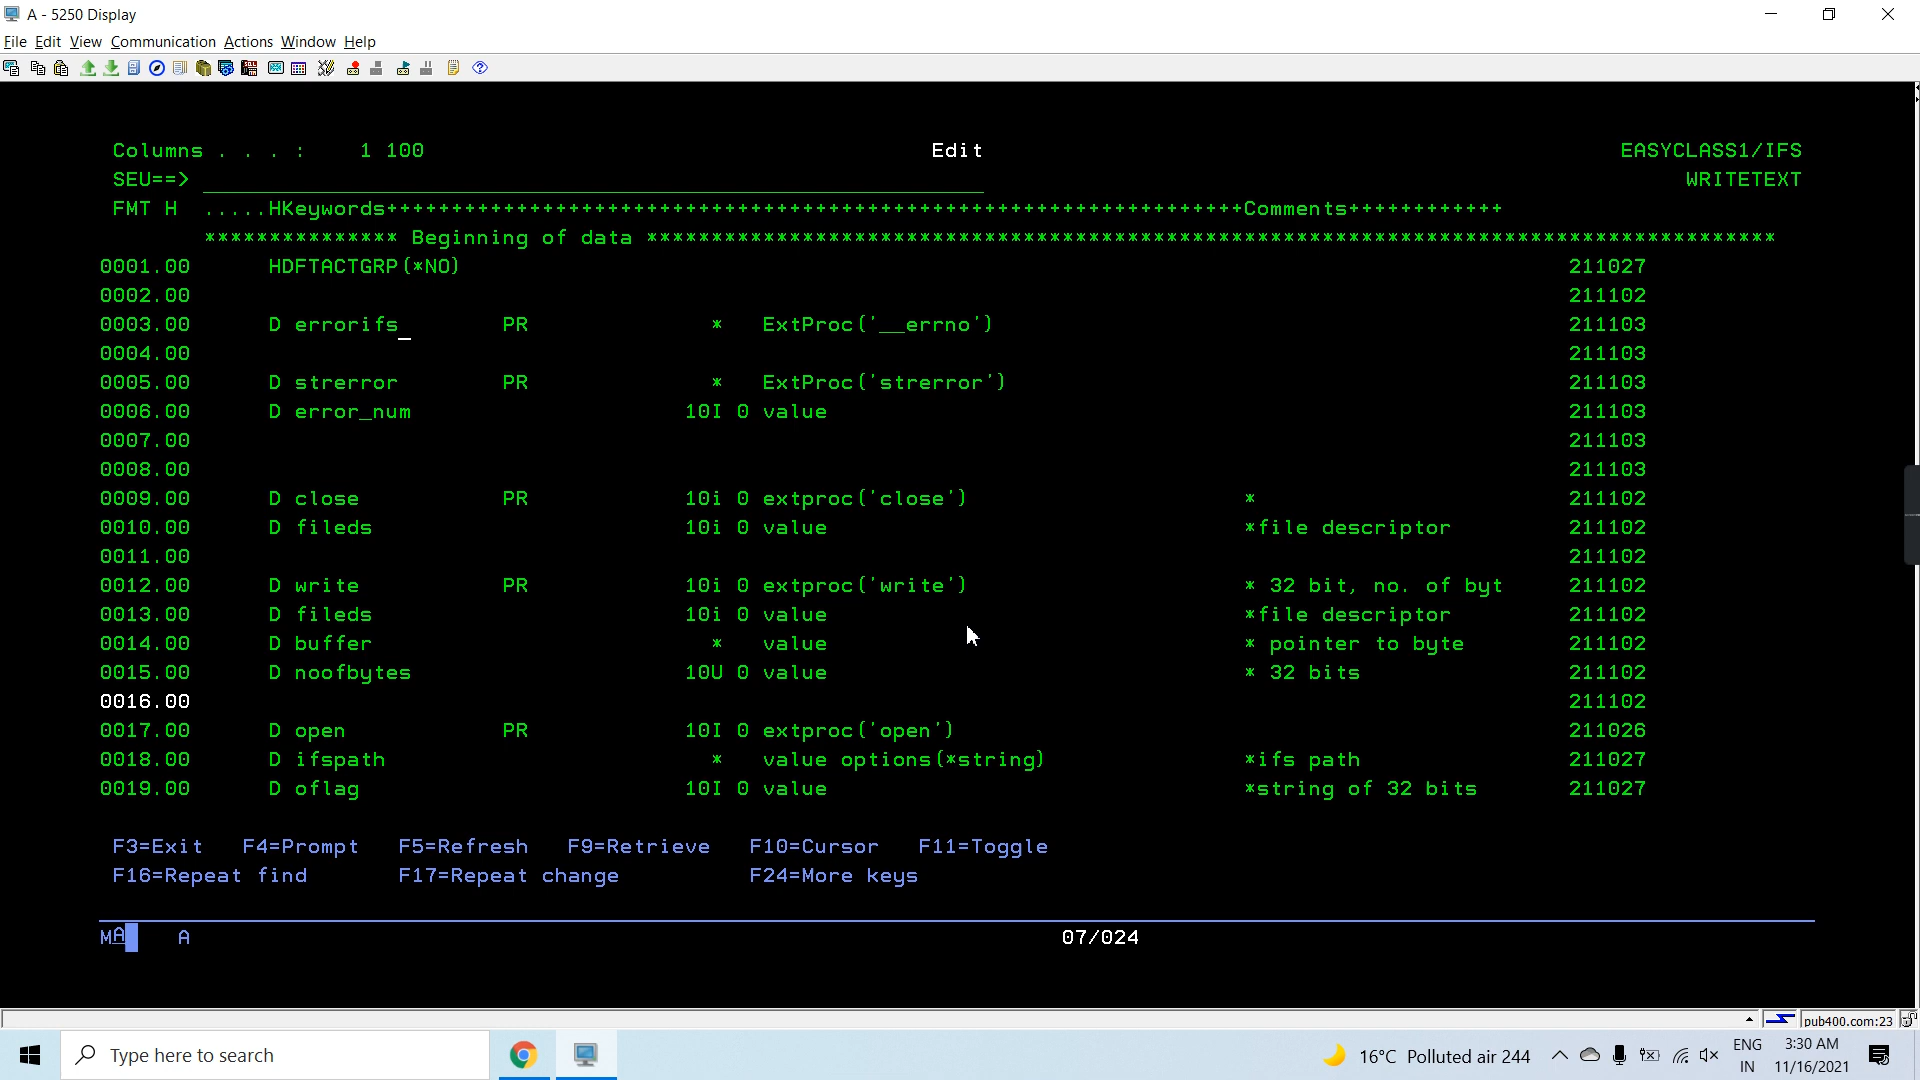 A - 5250 Display
File Edit View Communication Actions Window Help
Columns . . . :    1 100    Edit    EASYCLASS1/IFS
SEU==> WRITETEXT
FMT H  .....HKeywords++++++++++++++++++++++++++++++++++++++++++++++++++++++++++++++++++Comments++++++++++++
*************** Beginning of data ***************************************************************************************
0001.00 HDFTACTGRP(*NO) 211027
0002.00 211102
0003.00 D errorifs_ PR * ExtProc('__errno') 211103
0004.00 211103
0005.00 D strerror PR * ExtProc('strerror') 211103
0006.00 D error_num 10I 0 value 211103
0007.00 211103
0008.00 211103
0009.00 D close PR 10i 0 extproc('close') * 211102
0010.00 D fileds 10i 0 value *file descriptor 211102
0011.00 211102
0012.00 D write PR 10i 0 extproc('write') * 32 bit, no. of byt 211102
0013.00 D fileds 10i 0 value *file descriptor 211102
0014.00 D buffer * value * pointer to byte 211102
0015.00 D noofbytes 10U 0 value * 32 bits 211102
0016.00 211102
0017.00 D open PR 10I 0 extproc('open') 211026
0018.00 D ifspath * value options(*string) *ifs path 211027
0019.00 D oflag 10I 0 value *string of 32 bits 211027
F3=Exit F4=Prompt F5=Refresh F9=Retrieve F10=Cursor F11=Toggle
F16=Repeat find F17=Repeat change F24=More keys
MA A 07/024
pub400.com:23
Type here to search 16°C Polluted air 244 ENG 3:30 AM
IN 11/16/2021